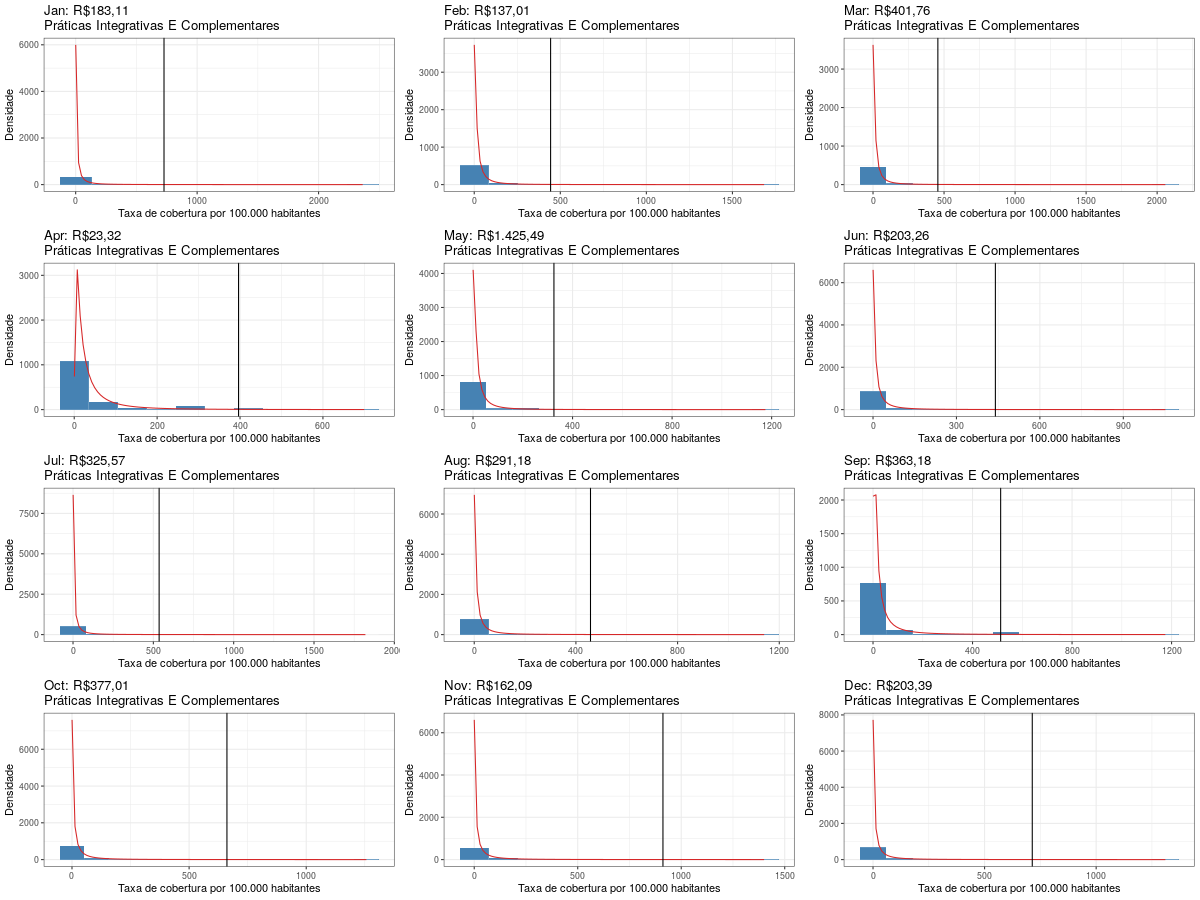 Jan: R$183,11
Práticas Integrativas E Complementares
Densidade
6000
4000
2000
0
0
1000
2000
Taxa de cobertura por 100.000 habitantes
Feb: R$137,01
Práticas Integrativas E Complementares
Densidade
3000
2000
1000
0
0
500
1000
1500
Taxa de cobertura por 100.000 habitantes
Mar: R$401,76
Práticas Integrativas E Complementares
Densidade
3000
2000
1000
0
0
500
1000
1500
2000
Taxa de cobertura por 100.000 habitantes
Apr: R$23,32
Práticas Integrativas E Complementares
Densidade
3000
2000
1000
0
0
200
400
600
Taxa de cobertura por 100.000 habitantes
May: R$1.425,49
Práticas Integrativas E Complementares
Densidade
4000
3000
2000
1000
0
0
400
800
1200
Taxa de cobertura por 100.000 habitantes
Jun: R$203,26
Práticas Integrativas E Complementares
Densidade
6000
4000
2000
0
0
300
600
900
Taxa de cobertura por 100.000 habitantes
Jul: R$325,57
Práticas Integrativas E Complementares
Densidade
7500
5000
2500
0
0
500
1000
1500
200
Taxa de cobertura por 100.000 habitantes
Aug: R$291,18
Práticas Integrativas E Complementares
Densidade
6000
4000
2000
0
0
400
800
1200
Taxa de cobertura por 100.000 habitantes
Sep: R$363,18
Práticas Integrativas E Complementares
Densidade
2000
1500
1000
500
0
0
400
800
1200
Taxa de cobertura por 100.000 habitantes
Oct: R$377,01
Práticas Integrativas E Complementares
Densidade
6000
4000
2000
0
0
500
1000
Taxa de cobertura por 100.000 habitantes
Nov: R$162,09
Práticas Integrativas E Complementares
Densidade
6000
4000
2000
0
0
500
1000
1500
Taxa de cobertura por 100.000 habitantes
Dec: R$203,39
Práticas Integrativas E Complementares
Densidade
8000
6000
4000
2000
0
0
500
1000
Taxa de cobertura por 100.000 habitantes